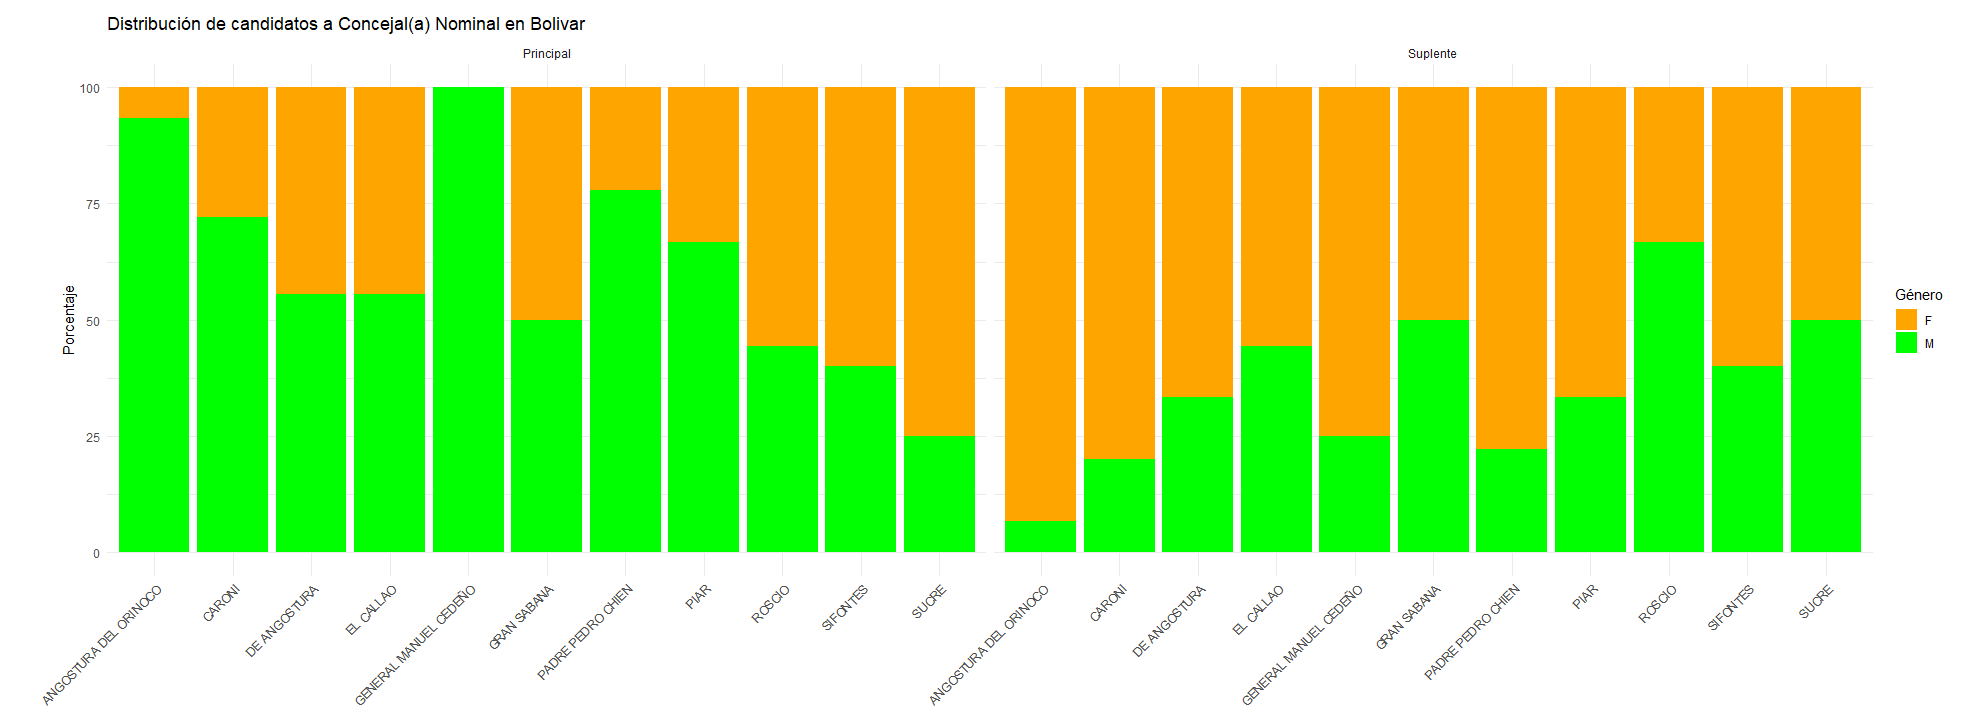 Distribución de candidatos a Concejal(a) Nominal en Bolivar
Principal
Suplente
Porcentaje
100
75
50
25
0
ANGOSTURA DEL ORINOCO
CARONI
DE ANGOSTURA
EL CALLAO
GENERAL MANUEL CEDEÑO
GRAN SABANA
PADRE PEDRO CHIEN
PIAR
ROSCIO
SIFONTES
SUCRE
ANGOSTURA DEL ORINOCO
CARONI
DE ANGOSTURA
EL CALLAO
GENERAL MANUEL CEDEÑO
GRAN SABANA
PADRE PEDRO CHIEN
PIAR
ROSCIO
SIFONTES
SUCRE
Género
F
M